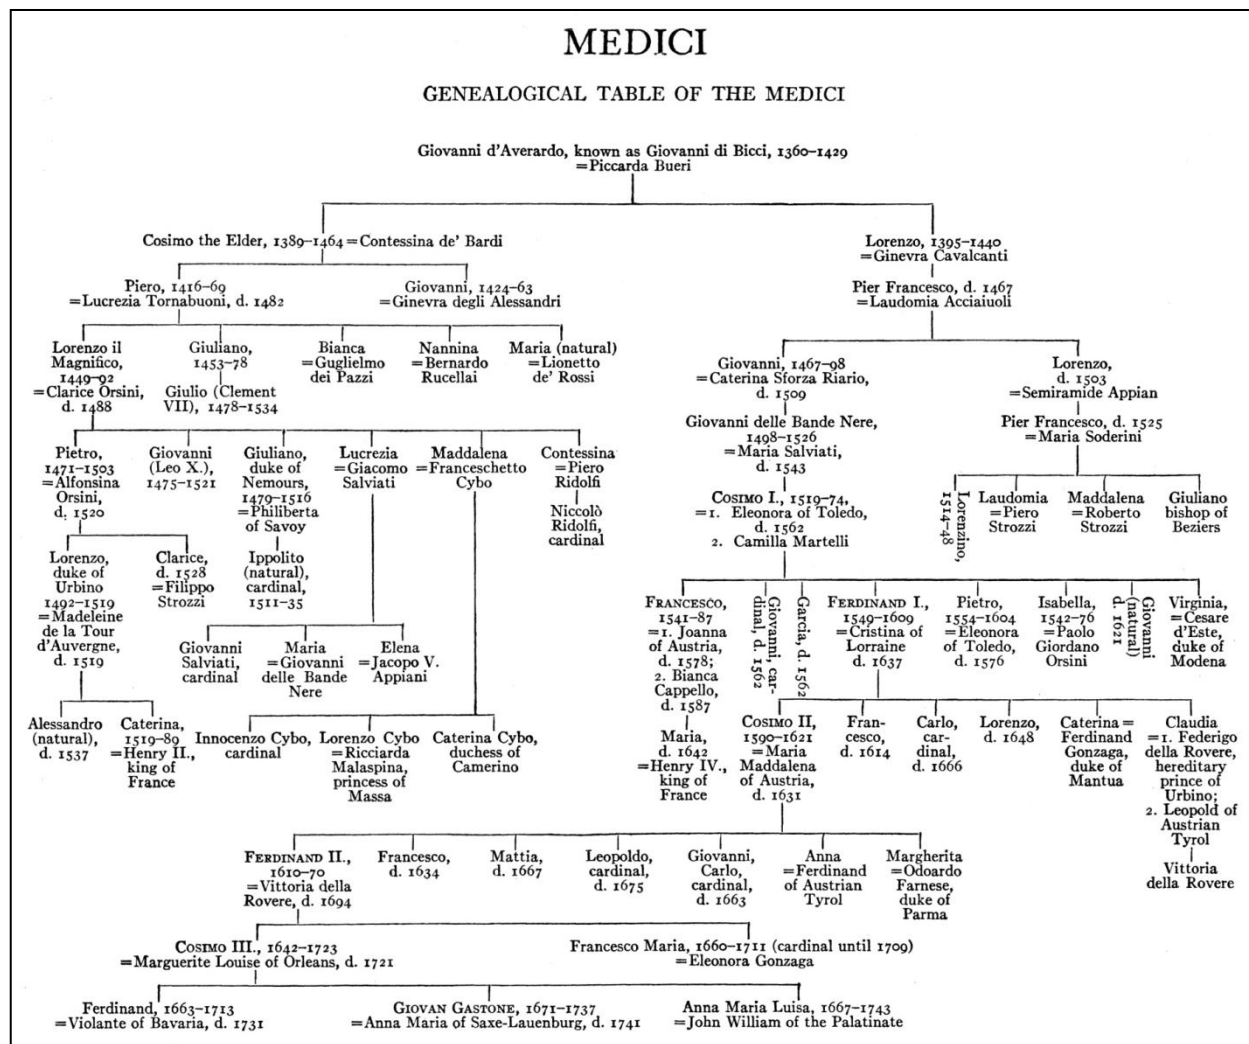 MEDICI
GENEALOGICAL TABLE OF THE MEDICI
Giovanni d'Averardo, known as Giovanni di Bicci, 1360–1429
=Piccarda Bueri
Cosimo the Elder, 1389–1464=Contessina de' Bardi
Lorenzo, 1395–1440
=Ginevra Cavalcanti
Piero, 1416–69
=Lucrezia Tornabuoni, d. 1482
Giovanni, 1424–63
=Ginevra degli Alessandri
Pier Francesco, d. 1467
=Laudomia Acciaiuoli
Lorenzo il
Magnifico,
1449–92
=Clarice Orsini,
d. 1488
Giuliano,
1453–78
Giulio (Clement
VII), 1478–1534
Bianca
=Guglielmo
dei Pazzi
Nannina
=Bernardo
Rucellai
Maria (natural)
=Lionetto
de' Rossi
Giovanni, 1467–98
=Caterina Sforza Riario,
d. 1509
Lorenzo,
d. 1503
=Semiramide Appian
Giovanni delle Bande Nere,
1498–1526
=Maria Salviati,
d. 1543
Pier Francesco, d. 1525
=Maria Soderini
Pietro,
1471–1503
=Alfonsina
Orsini,
d. 1520
Giovanni
(Leo X.),
1475–1521
Giuliano,
duke of
Nemours,
1479–1516
=Philiberta
of Savoy
Lucrezia
=Giacomo
Salviati
Maddalena
=Franceschetto
Cybo
Contessina
=Piero
Ridolfi
Niccolò
Ridolfi,
cardinal
COSIMO I., 1519–74,
=1. Eleonora of Toledo,
d. 1562
2. Camilla Martelli
Lorenzino,
1514–48
Laudomia
=Piero
Strozzi
Maddalena
=Roberto
Strozzi
Giuliano
bishop of
Beziers
Lorenzo,
duke of
Urbino
1492–1519
=Madeleine
de la Tour
d'Auvergne,
d. 1519
Clarice,
d. 1528
=Filippo
Strozzi
Ippolito
(natural),
cardinal,
1511–35
Giovanni
Salviati,
cardinal
Maria
=Giovanni
delle Bande
Nere
Elena
=Jacopo V.
Appiani
FRANCESCO,
1541–87
=1. Joanna
of Austria,
d. 1578;
2. Bianca
Cappello,
d. 1587
Giovanni, car-
dinal, d. 1562
Garcia, d. 1562
FERDINAND I.,
1549–1609
=Cristina of
Lorraine
d. 1637
Pietro,
1554–1604
=Eleonora
of Toledo,
d. 1576
Isabella,
1542–76
=Paolo
Giordano
Orsini
Giovanni
(natural)
d. 1621
Virginia,
=Cesare
d'Este,
duke of
Modena
Alessandro
(natural),
d. 1537
Caterina,
1519–89
=Henry II.,
king of
France
Innocenzo Cybo,
cardinal
Lorenzo Cybo
=Ricciarda
Malaspina,
princess of
Massa
Caterina Cybo,
duchess of
Camerino
Maria,
d. 1642
=Henry IV.,
king of
France
COSIMO II,
1590–1621
=Maria
Maddalena
of Austria,
d. 1631
Fran-
cesco,
d. 1614
Carlo,
car-
dinal,
d. 1666
Lorenzo,
d. 1648
Caterina=
Ferdinand
Gonzaga,
duke of
Mantua
Claudia
=1. Federigo
della Rovere,
hereditary
prince of
Urbino;
2. Leopold of
Austrian
Tyrol
Vittoria
della Rovere
FERDINAND II.,
1610–70
=Vittoria della
Rovere, d. 1694
Francesco,
d. 1634
Mattia,
d. 1667
Leopoldo,
cardinal,
d. 1675
Giovanni,
Carlo,
cardinal,
d. 1663
Anna
=Ferdinand
of Austrian
Tyrol
Margherita
=Odoardo
Farnese,
duke of
Parma
COSIMO III., 1642–1723
=Marguerite Louise of Orleans, d. 1721
Francesco Maria, 1660–1711 (cardinal until 1709)
=Eleonora Gonzaga
Ferdinand, 1663–1713
=Violante of Bavaria, d. 1731
GIOVAN GASTONE, 1671–1737
=Anna Maria of Saxe-Lauenburg, d. 1741
Anna Maria Luisa, 1667–1743
=John William of the Palatinate